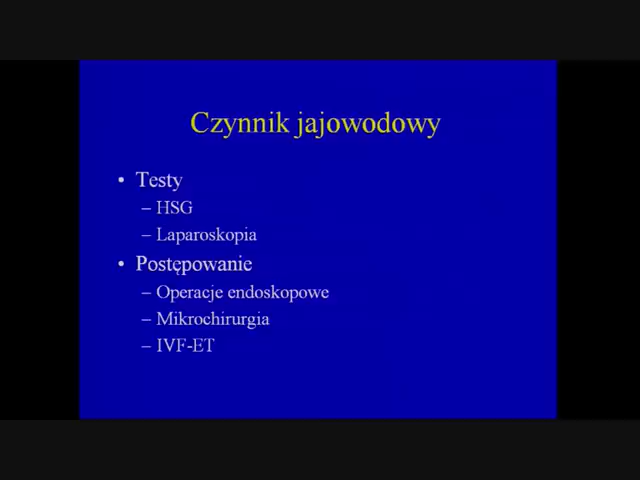 Czynnik jajowodowy
• Testy
– HSG
– Laparoskopia
• Postępowanie
– Operacje endoskopowe
– Mikrochirurgia
– IVF-ET